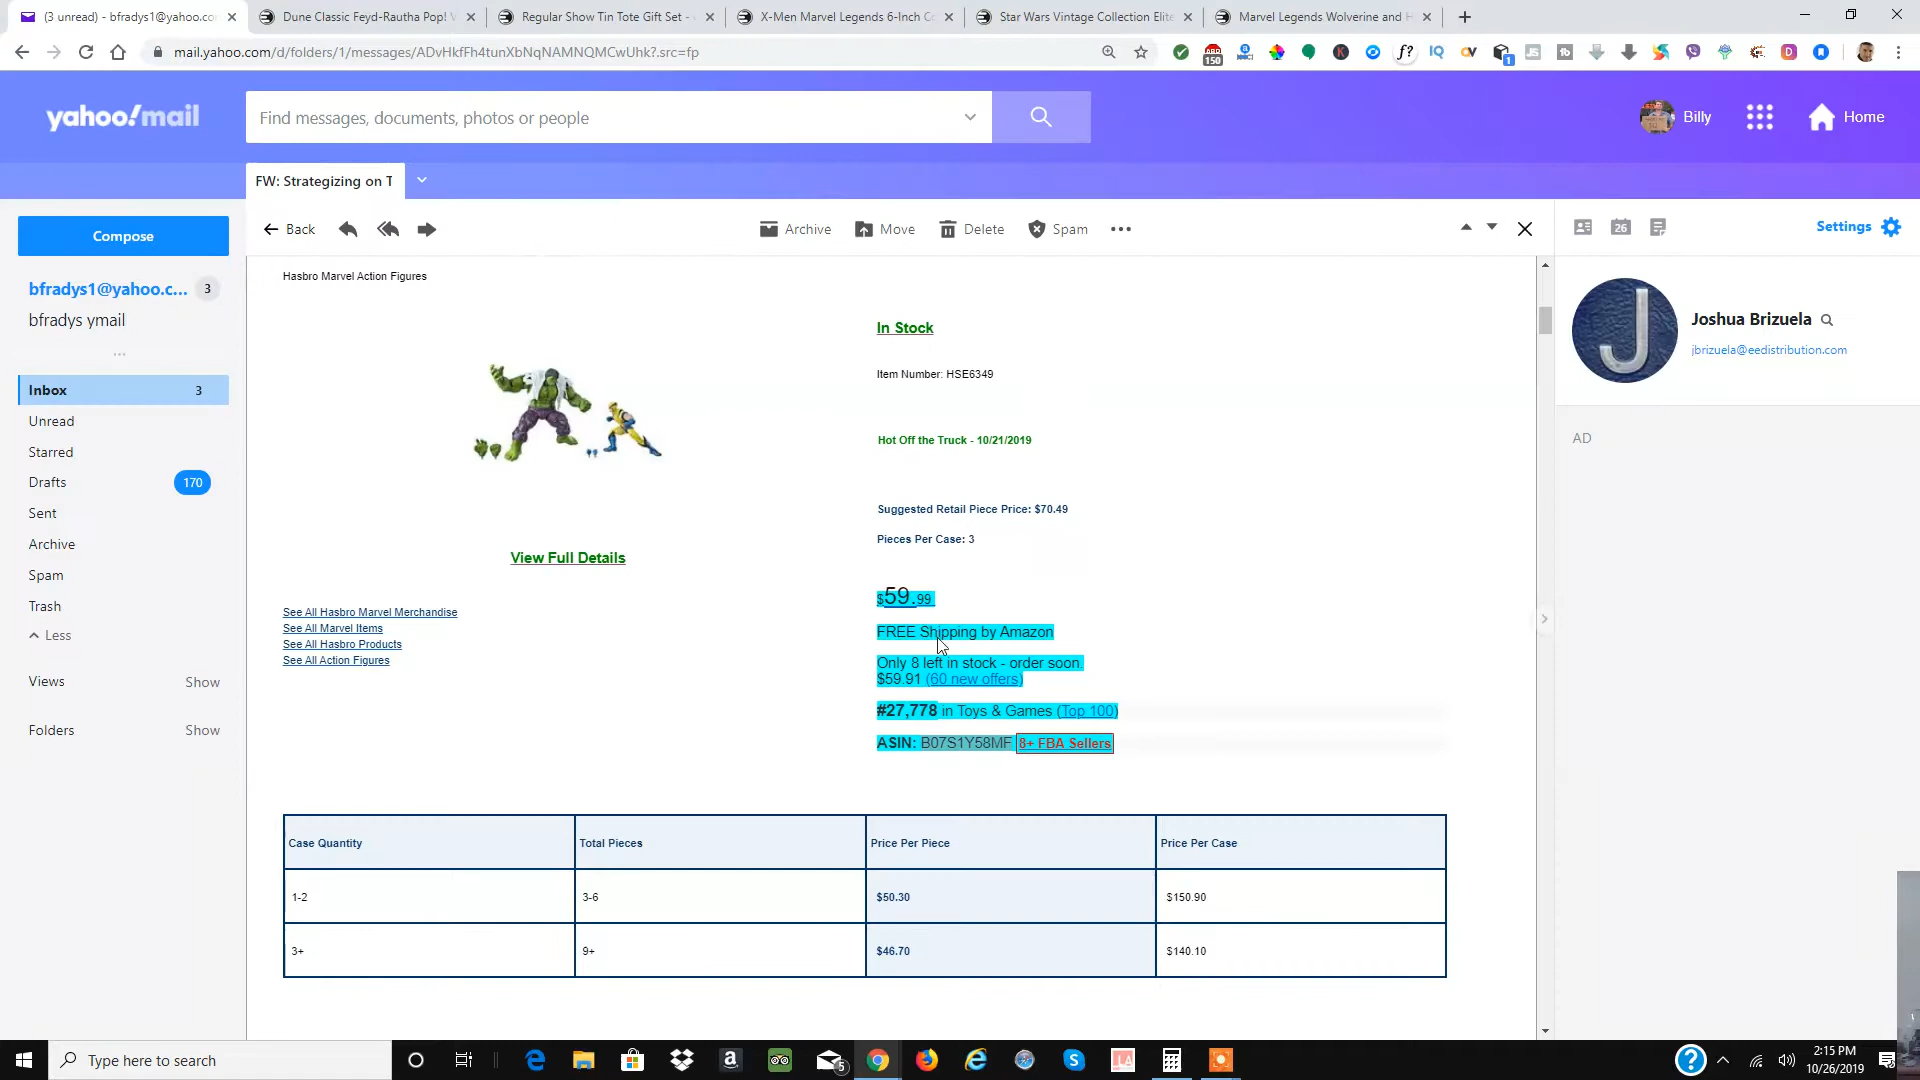 (3 unread) - bfradys1@yahoo.co
Dune Classic Feyd-Rautha Pop! V
Regular Show Tin Tote Gift Set -
X-Men Marvel Legends 6-Inch C
Star Wars Vintage Collection Elite
Marvel Legends Wolverine and H
mail.yahoo.com/d/folders/1/messages/ADvHkfFh4tunXbNqNAMNQMCwUhk?.src=fp
yahoo!mail
Find messages, documents, photos or people
Billy
Home
FW: Strategizing on T
Compose
Back
Archive
Move
Delete
Spam
26
Settings
bfradys1@yahoo.c...
3
bfradys ymail
Inbox
3
Unread
Starred
Drafts
170
Sent
Archive
Spam
Trash
Less
Views
Show
Folders
Show
Hasbro Marvel Action Figures
In Stock
Item Number: HSE6349
Hot Off the Truck - 10/21/2019
Suggested Retail Piece Price: $70.49
Pieces Per Case: 3
View Full Details
See All Hasbro Marvel Merchandise
See All Marvel Items
See All Hasbro Products
See All Action Figures
$59.99
FREE Shipping by Amazon
Only 8 left in stock - order soon.
$59.91 (60 new offers)
#27,778 in Toys & Games (Top 100)
ASIN: B07S1Y58MF 8+ FBA Sellers
Case Quantity
Total Pieces
Price Per Piece
Price Per Case
1-2
3-6
$50.30
$150.90
3+
9+
$46.70
$140.10
J
Joshua Brizuela
jbrizuela@eedistribution.com
AD
Type here to search
2:15 PM
10/26/2019